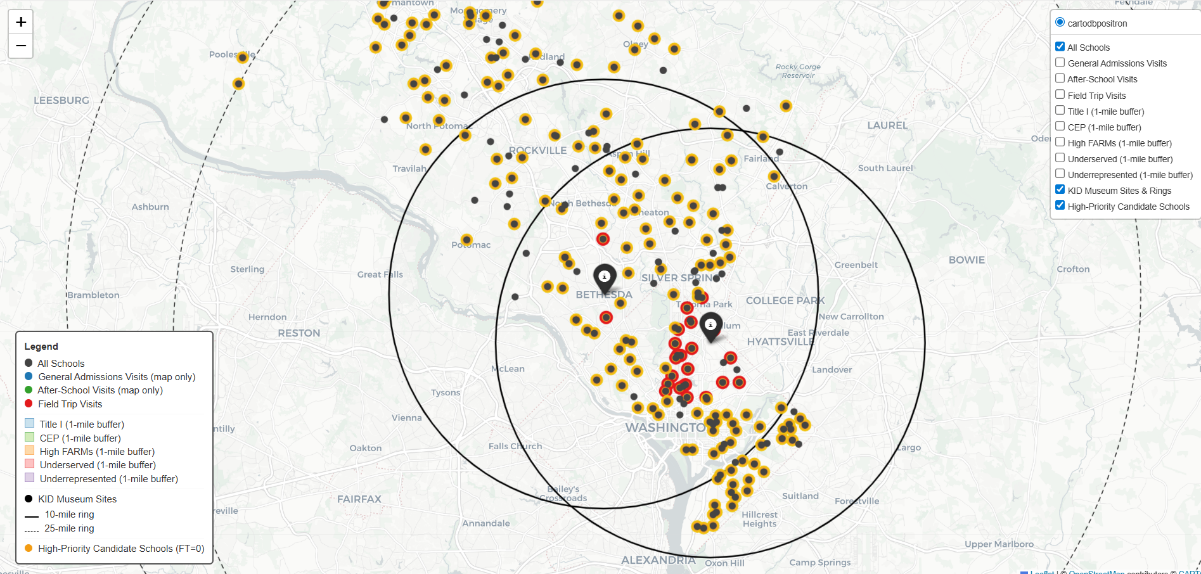 +
−
cartodbpositron
All Schools
General Admissions Visits
After-School Visits
Field Trip Visits
Title I (1-mile buffer)
CEP (1-mile buffer)
High FARMs (1-mile buffer)
Underserved (1-mile buffer)
Underrepresented (1-mile buffer)
KID Museum Sites & Rings
High-Priority Candidate Schools
Poolesville
Olney
Rocky Gorge
Reservoir
LEESBURG
North Potomac
LAUREL
ROCKVILLE
Aspen Hill
Fairland
Travilah
South Laurel
Calverton
Ashburn
North Bethesda
Wheaton
Potomac
Sterling
Great Falls
Greenbelt
BOWIE
Crofton
SILVER SPRING
Brambleton
BETHESDA
Takoma Park
COLLEGE PARK
Herndon
New Carrollton
RESTON
East Riverdale
HYATTSVILLE
McLean
Landover
Tysons
Vienna
WASHINGTON
Oakton
Falls Church
Largo
Bailey's
Crossroads
FAIRFAX
Suitland
Forestville
Annandale
Hillcrest
Heights
Upper Marlboro
ALEXANDRIA
Oxon Hill
Camp Springs
Legend
All Schools
General Admissions Visits (map only)
After-School Visits (map only)
Field Trip Visits
Title I (1-mile buffer)
CEP (1-mile buffer)
High FARMs (1-mile buffer)
Underserved (1-mile buffer)
Underrepresented (1-mile buffer)
KID Museum Sites
10-mile ring
25-mile ring
High-Priority Candidate Schools (FT=0)